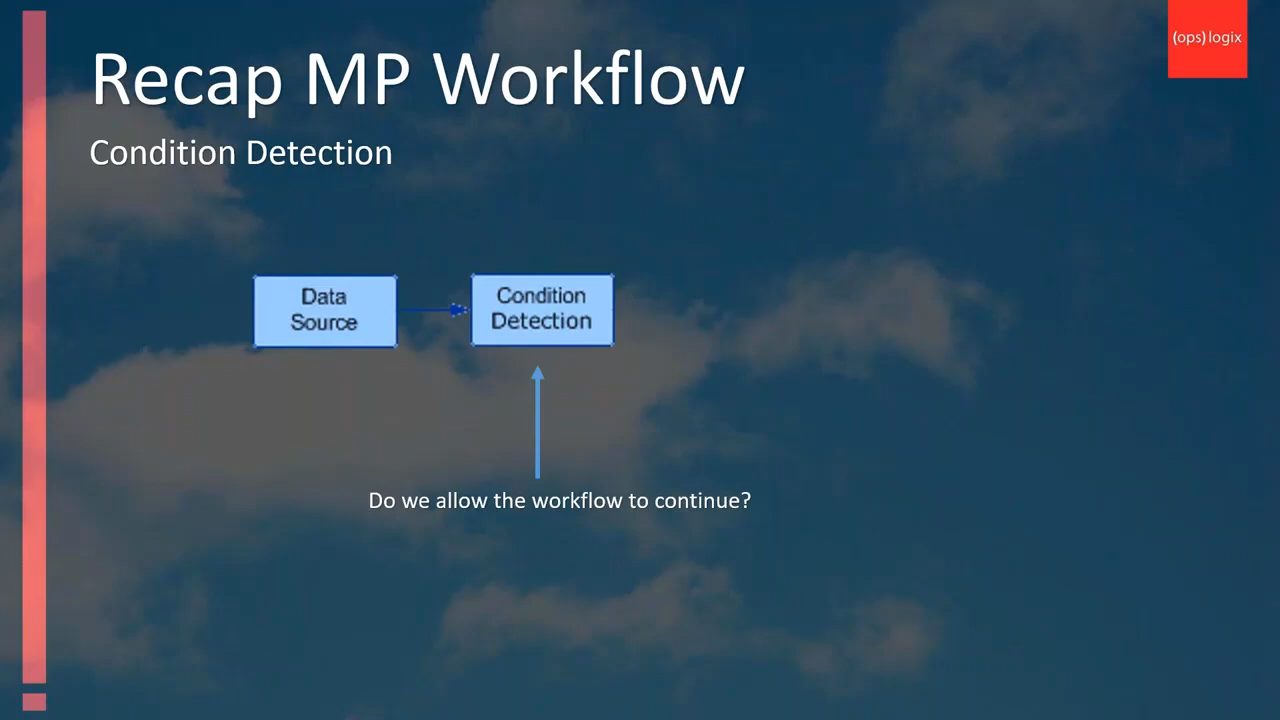 Recap MP Workflow
(ops)logix
Condition Detection
Data
Source
Condition
Detection
Do we allow the workflow to continue?